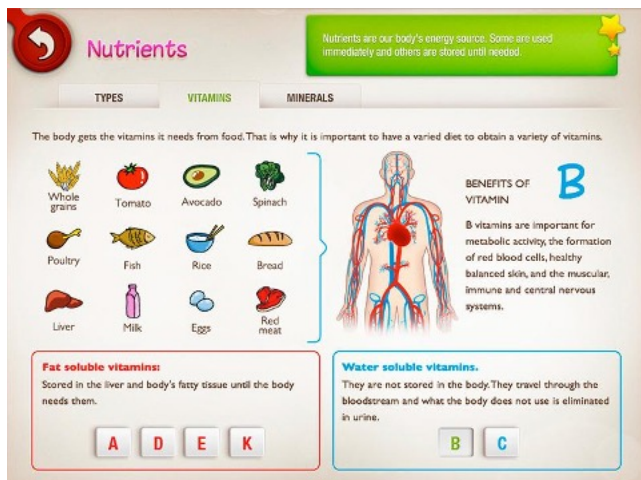 Nutrients
Nutrients are our body's energy source. Some are used
immediately and others are stored until needed.
TYPES
VITAMINS
MINERALS
The body gets the vitamins it needs from food. That is why it is important to have a varied diet to obtain a variety of vitamins.
Whole
grains
Tomato
Avocado
Spinach
Poultry
Fish
Rice
Bread
Liver
Milk
Eggs
Red
meat
BENEFITS OF
VITAMIN
B
B vitamins are important for
metabolic activity, the formation
of red blood cells, healthy
balanced skin, and the muscular,
immune and central nervous
systems.
Fat soluble vitamins:
Stored in the liver and body's fatty tissue until the body
needs them.
A D E K
Water soluble vitamins.
They are not stored in the body. They travel through the
bloodstream and what the body does not use is eliminated
in urine.
B C